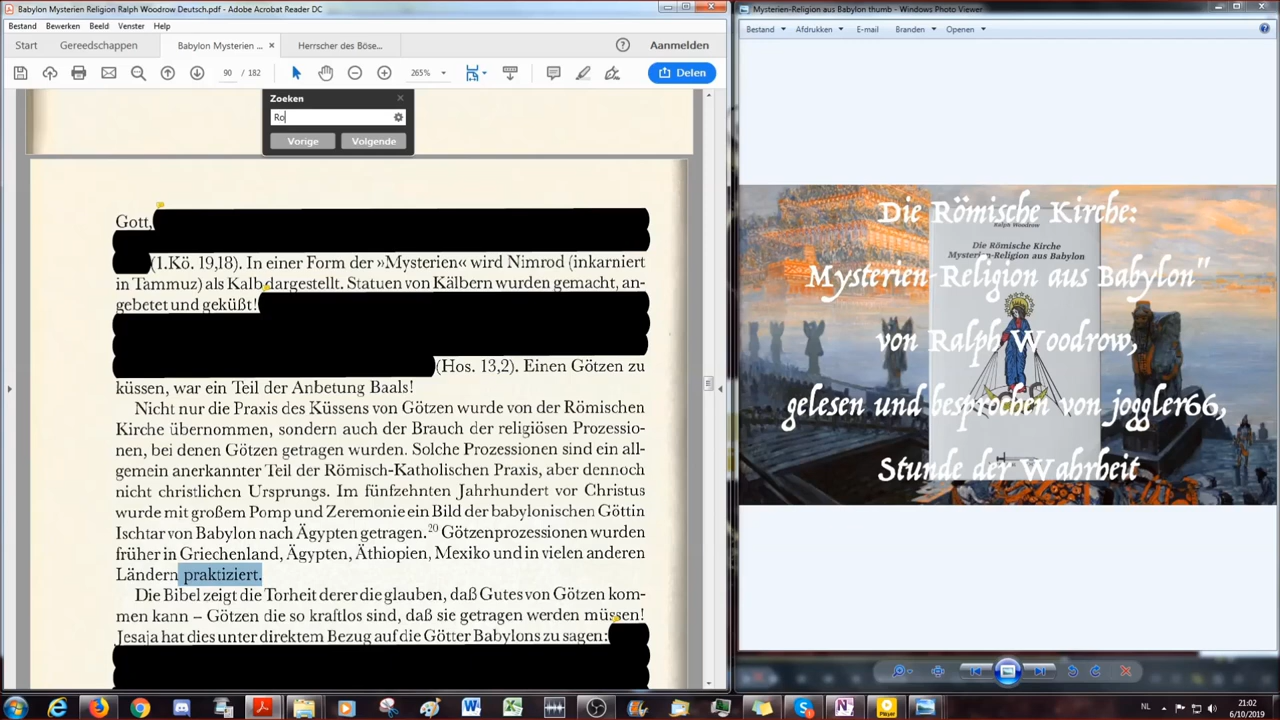 Babylon Mysterien Religion Ralph Woodrow Deutsch.pdf - Adobe Acrobat Reader DC
Bestand Bewerken Beeld Venster Help
Start Gereedschappen Babylon Mysterien ... × Herrscher des Böse... ? Aanmelden
90 / 182 265% Delen
Zoeken
Ro
Vorige Volgende
Gott,
(1.Kö. 19,18). In einer Form der »Mysterien« wird Nimrod (inkarniert
in Tammuz) als Kalb dargestellt. Statuen von Kälbern wurden gemacht, an-
gebetet und geküßt!
(Hos. 13,2). Einen Götzen zu
küssen, war ein Teil der Anbetung Baals!
Nicht nur die Praxis des Küssens von Götzen wurde von der Römischen
Kirche übernommen, sondern auch der Brauch der religiösen Prozessio-
nen, bei denen Götzen getragen wurden. Solche Prozessionen sind ein all-
gemein anerkannter Teil der Römisch-Katholischen Praxis, aber dennoch
nicht christlichen Ursprungs. Im fünfzehnten Jahrhundert vor Christus
wurde mit großem Pomp und Zeremonie ein Bild der babylonischen Göttin
Ischtar von Babylon nach Ägypten getragen.²⁰ Götzenprozessionen wurden
früher in Griechenland, Ägypten, Äthiopien, Mexiko und in vielen anderen
Ländern praktiziert.
Die Bibel zeigt die Torheit derer die glauben, daß Gutes von Götzen kom-
men kann – Götzen die so kraftlos sind, daß sie getragen werden müssen!
Jesaja hat dies unter direktem Bezug auf die Götter Babylons zu sagen:
Mysterien-Religion aus Babylon thumb - Windows Photo Viewer
Bestand Afdrukken E-mail Branden Openen
Die Römische Kirche:
Mysterien-Religion aus Babylon"
von Ralph Woodrow,
gelesen und besprochen von joggler66,
Stunde der Wahrheit
Ralph Woodrow
Die Römische Kirche
Mysterien-Religion aus Babylon
NL
21:02
6/10/2019